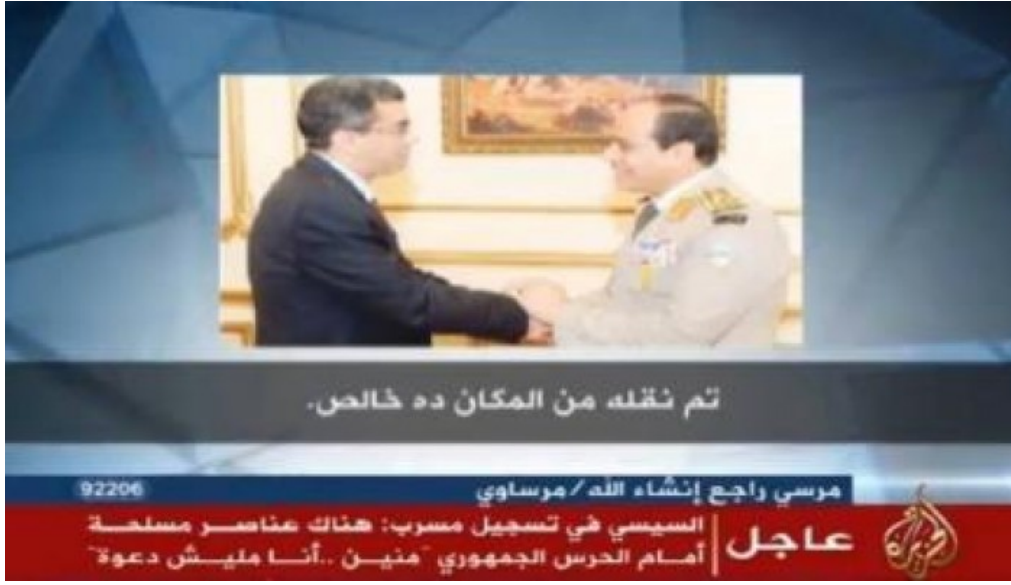 تم نقله من المكان ده خالص.
مرسي راجع إنشاء الله/مرساوي
92206
عاجل
السيسي في تسجيل مسرب: هناك عناصر مسلحة
أمام الحرس الجمهوري "منين ..أنا مليش دعوة"
الجزيرة